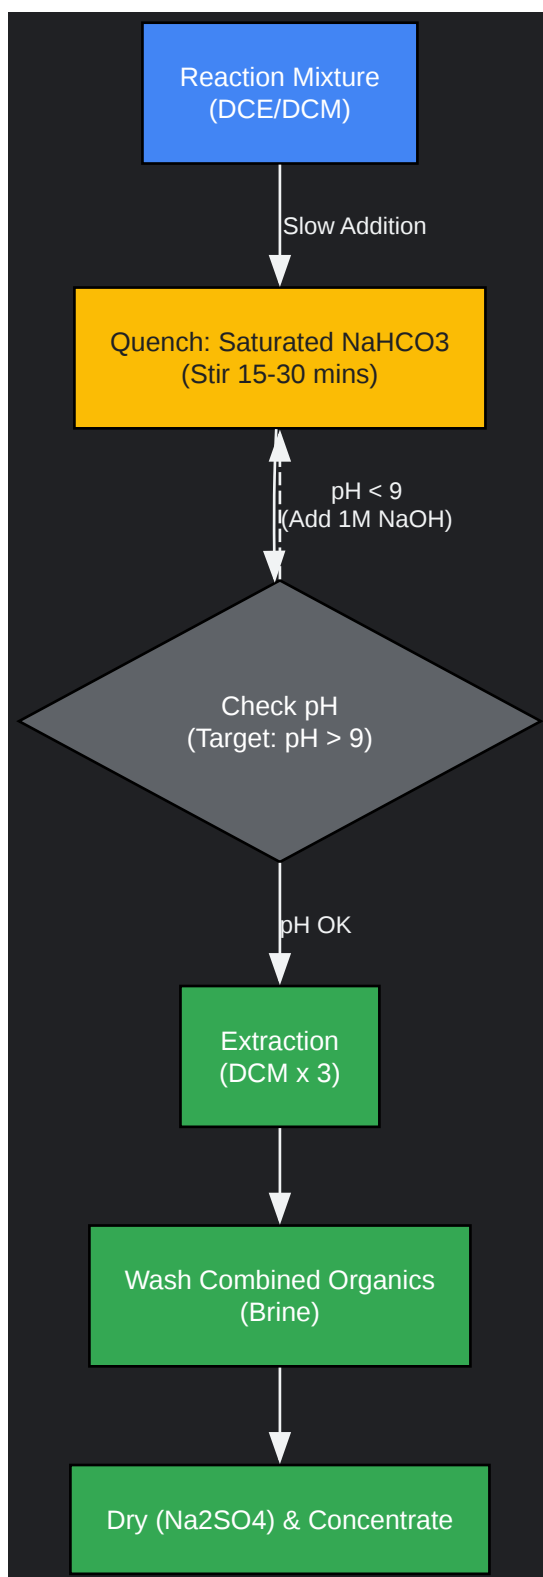 Reaction Mixture
(DCE/DCM)
Slow Addition
Quench: Saturated NaHCO3
(Stir 15-30 mins)
pH < 9
(Add 1M NaOH)
Check pH
(Target: pH > 9)
pH OK
Extraction
(DCM x 3)
Wash Combined Organics
(Brine)
Dry (Na2SO4) & Concentrate